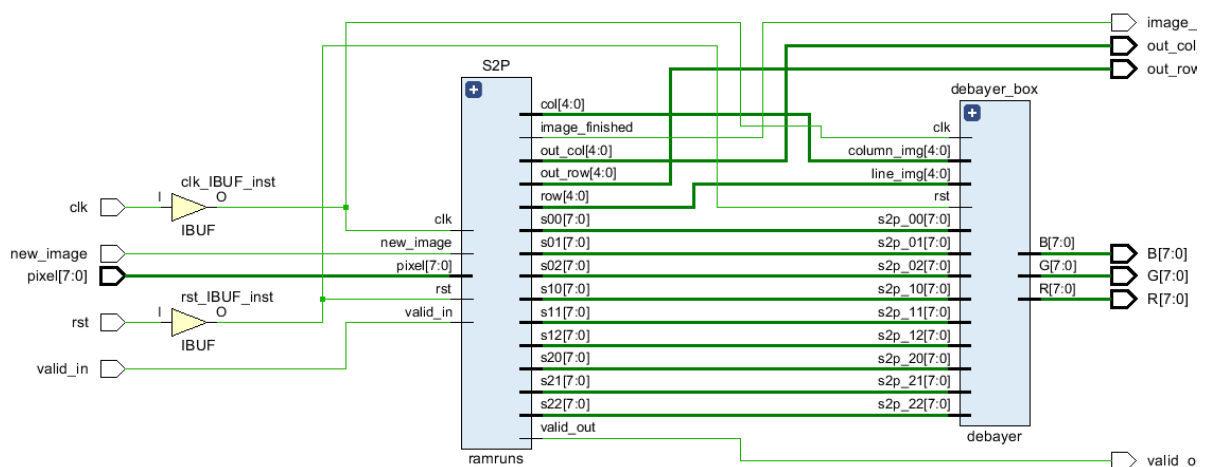 image_
out_col
out_row
S2P
col[4:0]
image_finished
out_col[4:0]
out_row[4:0]
row[4:0]
s00[7:0]
s01[7:0]
s02[7:0]
s10[7:0]
s11[7:0]
s12[7:0]
s20[7:0]
s21[7:0]
s22[7:0]
valid_out
clk
new_image
pixel[7:0]
rst
valid_in
ramruns
clk_IBUF_inst
clk
I
O
IBUF
new_image
pixel[7:0]
rst_IBUF_inst
rst
I
O
IBUF
valid_in
debayer_box
clk
column_img[4:0]
line_img[4:0]
rst
s2p_00[7:0]
s2p_01[7:0]
s2p_02[7:0]
s2p_10[7:0]
s2p_11[7:0]
s2p_12[7:0]
s2p_20[7:0]
s2p_21[7:0]
s2p_22[7:0]
B[7:0]
G[7:0]
R[7:0]
debayer
B[7:0]
G[7:0]
R[7:0]
valid_o